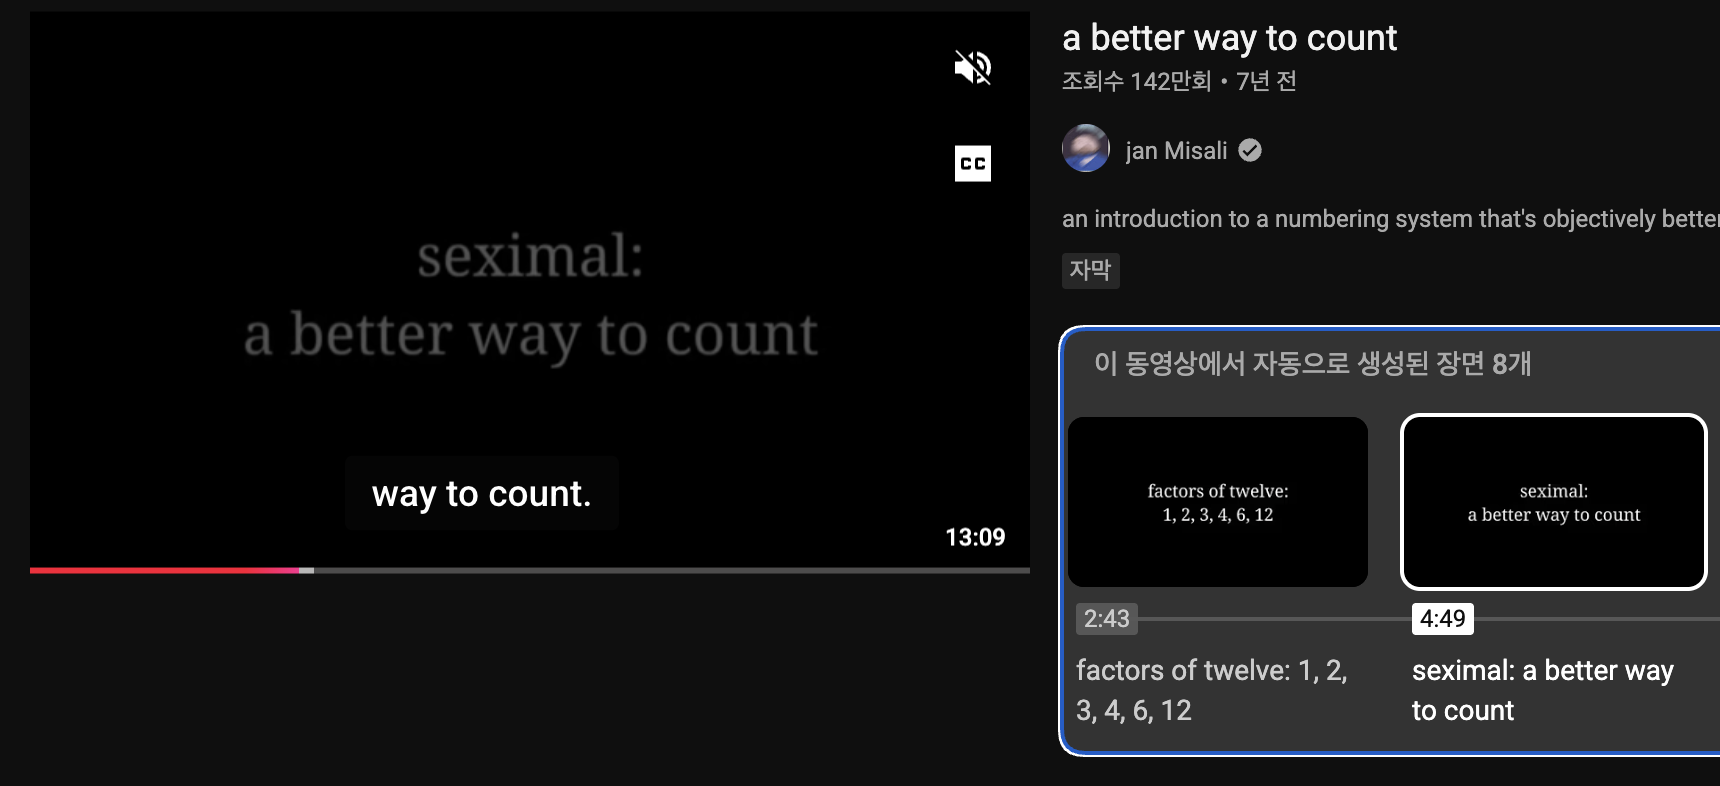 seximal:
a better way to count
CC
way to count.
13:09
a better way to count
조회수 142만회 • 7년 전
jan Misali
an introduction to a numbering system that's objectively better
자막
이 동영상에서 자동으로 생성된 장면 8개
factors of twelve:
1, 2, 3, 4, 6, 12
seximal:
a better way to count
2:43
4:49
factors of twelve: 1, 2,
3, 4, 6, 12
seximal: a better way
to count